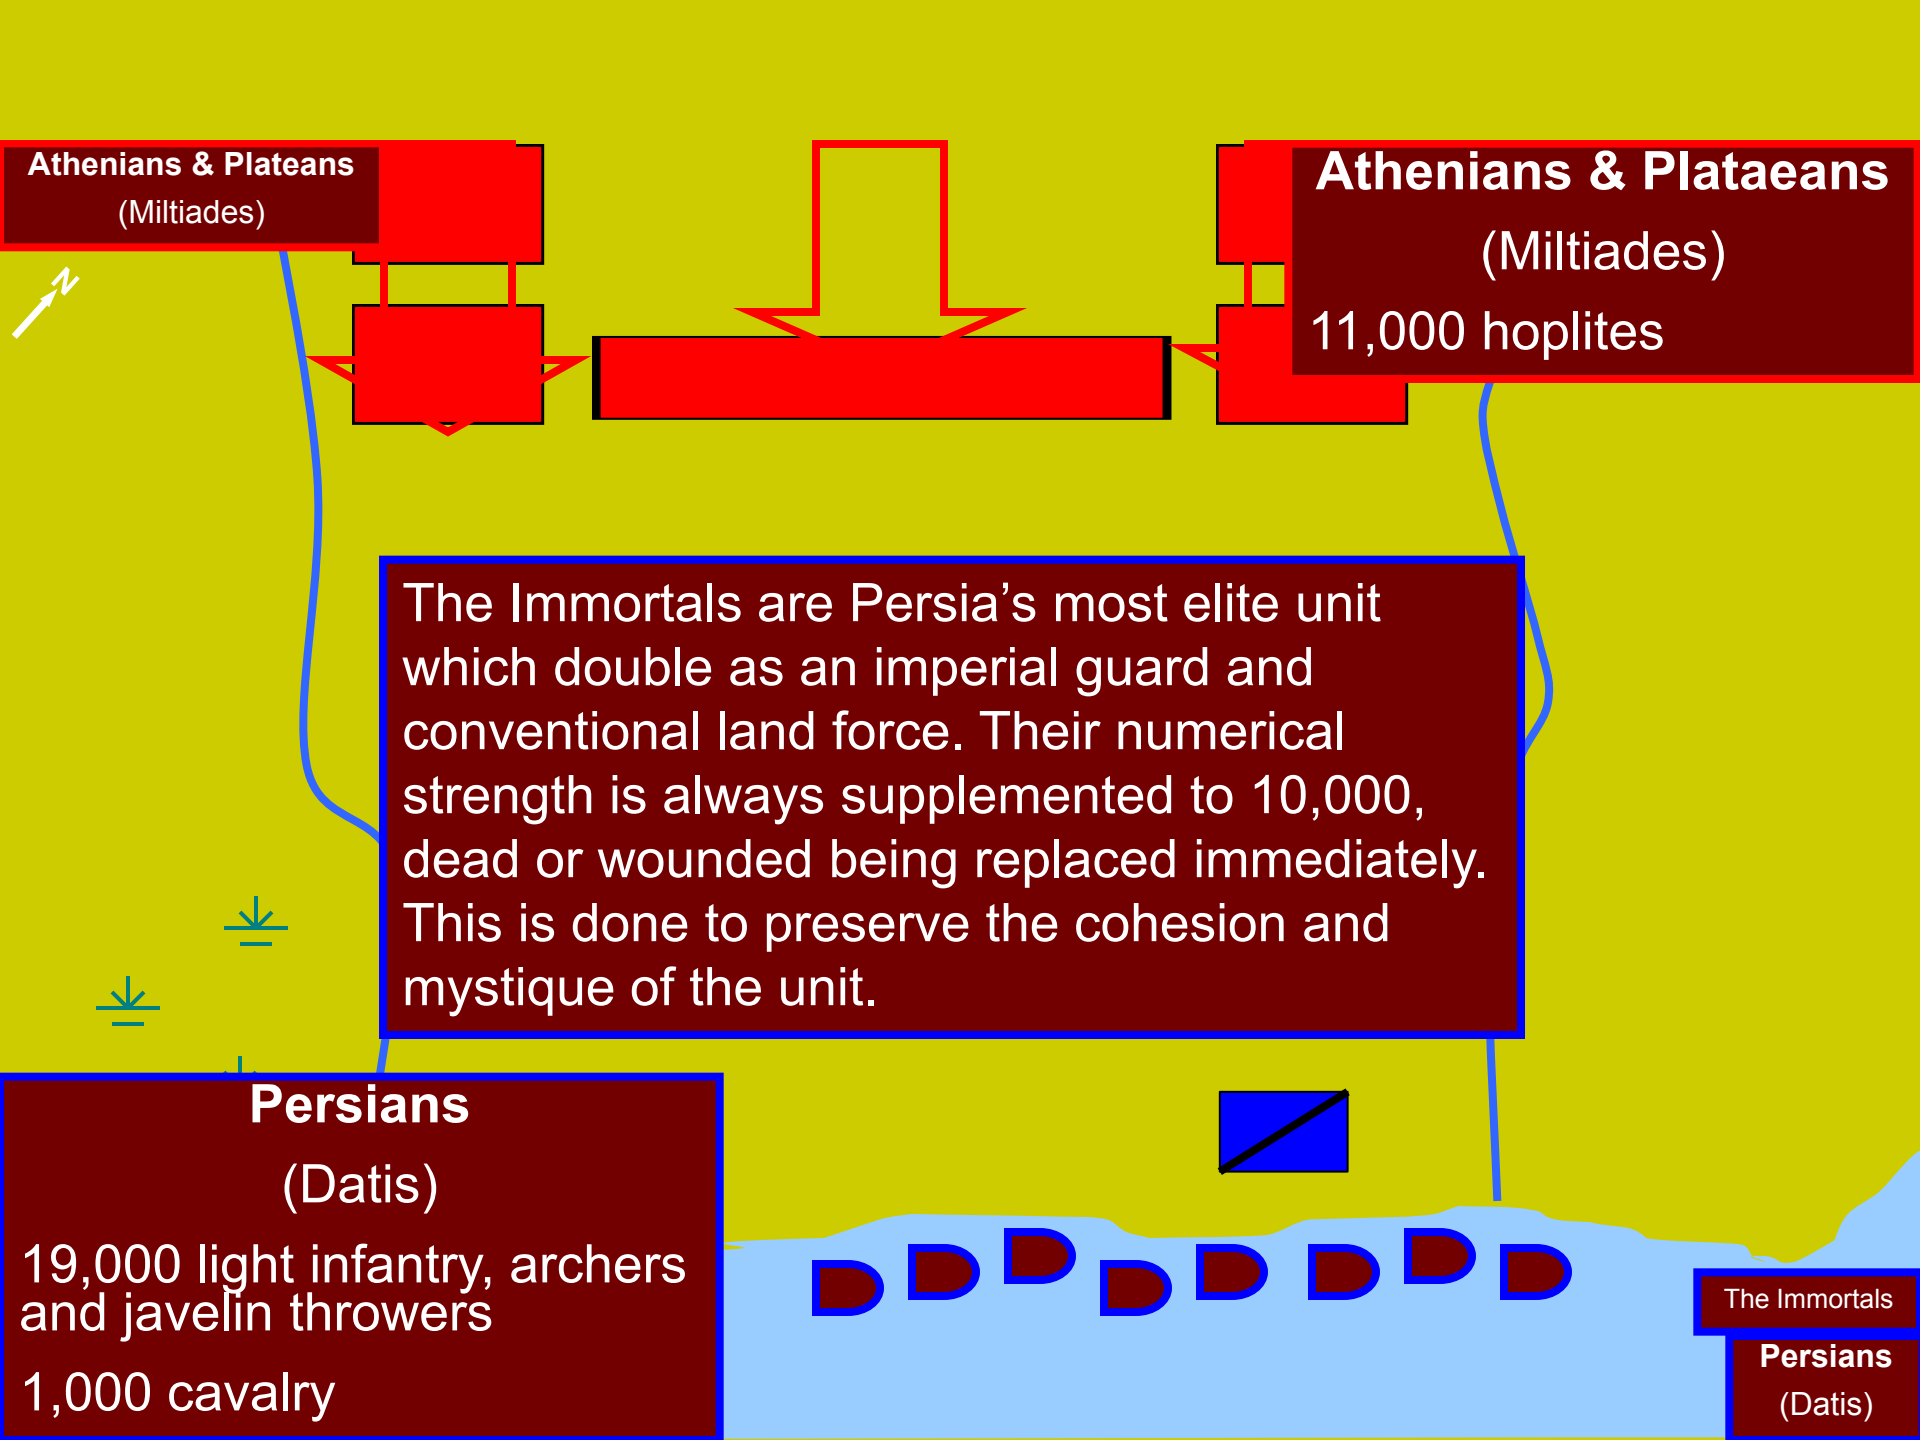 Athenians & Plateans
(Miltiades)
Athenians & Plataeans
(Miltiades)
11,000 hoplites
N
The Immortals are Persia’s most elite unit
which double as an imperial guard and
conventional land force. Their numerical
strength is always supplemented to 10,000,
dead or wounded being replaced immediately.
This is done to preserve the cohesion and
mystique of the unit.
Persians
(Datis)
19,000 light infantry, archers
and javelin throwers
1,000 cavalry
The Immortals
Persians
(Datis)